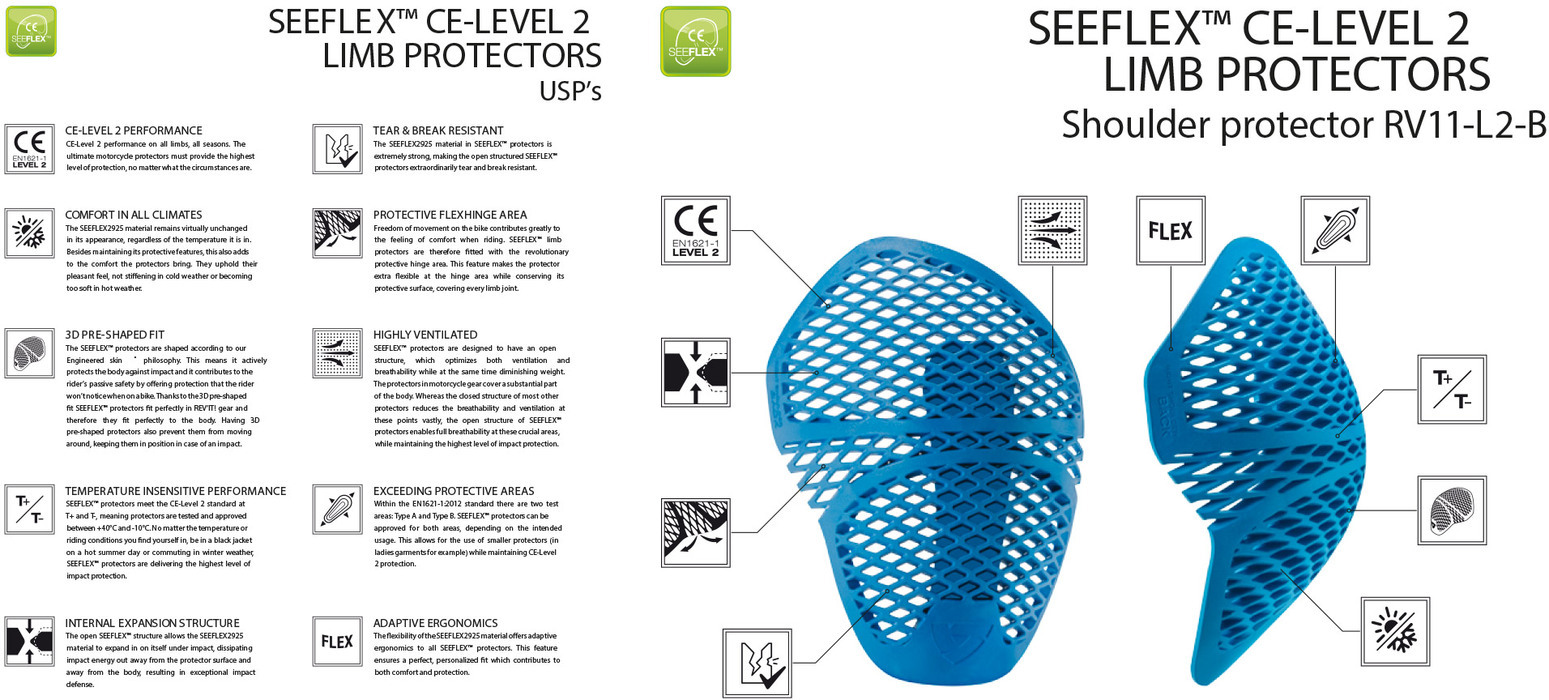 CE
SEEFLEX™
SEEFLEX™ CE-LEVEL 2
LIMB PROTECTORS
USP's
CE
EN1621-1
LEVEL 2
CE-LEVEL 2 PERFORMANCE
CE-Level 2 performance on all limbs, all seasons. The
ultimate motorcycle protectors must provide the highest
level of protection, no matter what the circumstances are.
COMFORT IN ALL CLIMATES
The SEEFLEX2925 material remains virtually unchanged
in its appearance, regardless of the temperature it is in.
Besides maintaining its protective features, this also adds
to the comfort the protectors bring. They uphold their
pleasant feel, not stiffening in cold weather or becoming
too soft in hot weather.
3D PRE-SHAPED FIT
The SEEFLEX™ protectors are shaped according to our
Engineered skin philosophy. This means it actively
protects the body against impact and it contributes to the
rider's passive safety by offering protection that the rider
won't notice when on a bike. Thanks to the 3D pre-shaped
fit SEEFLEX™ protectors fit perfectly in REV'IT! gear and
therefore they fit perfectly to the body. Having 3D
pre-shaped protectors also prevent them from moving
around, keeping them in position in case of an impact.
T+
T-
TEMPERATURE INSENSITIVE PERFORMANCE
SEEFLEX™ protectors meet the CE-Level 2 standard at
T+ and T-, meaning protectors are tested and approved
between +40°C and -10°C. No matter the temperature or
riding conditions you find yourself in, be in a black jacket
on a hot summer day or commuting in winter weather,
SEEFLEX™ protectors are delivering the highest level of
impact protection.
INTERNAL EXPANSION STRUCTURE
The open SEEFLEX™ structure allows the SEEFLEX2925
material to expand in on itself under impact, dissipating
impact energy out away from the protector surface and
away from the body, resulting in exceptional impact
defense.
TEAR & BREAK RESISTANT
The SEEFLEX2925 material in SEEFLEX™ protectors is
extremely strong, making the open structured SEEFLEX™
protectors extraordinarily tear and break resistant.
PROTECTIVE FLEXHINGE AREA
Freedom of movement on the bike contributes greatly to
the feeling of comfort when riding. SEEFLEX™ limb
protectors are therefore fitted with the revolutionary
protective hinge area. This feature makes the protector
extra flexible at the hinge area while conserving its
protective surface, covering every limb joint.
HIGHLY VENTILATED
SEEFLEX™ protectors are designed to have an open
structure, which optimizes both ventilation and
breathability while at the same time diminishing weight.
The protectors in motorcycle gear cover a substantial part
of the body. Whereas the closed structure of most other
protectors reduces the breathability and ventilation at
these points vastly, the open structure of SEEFLEX™
protectors enables full breathability at these crucial areas,
while maintaining the highest level of impact protection.
EXCEEDING PROTECTIVE AREAS
Within the EN1621-1:2012 standard there are two test
areas: Type A and Type B. SEEFLEX™ protectors can be
approved for both areas, depending on the intended
usage. This allows for the use of smaller protectors (in
ladies garments for example) while maintaining CE-Level
2 protection.
FLEX
ADAPTIVE ERGONOMICS
The flexibility of the SEEFLEX2925 material offers adaptive
ergonomics to all SEEFLEX™ protectors. This feature
ensures a perfect, personalized fit which contributes to
both comfort and protection.
CE
SEEFLEX™
SEEFLEX™ CE-LEVEL 2
LIMB PROTECTORS
Shoulder protector RV11-L2-B
CE
EN1621-1
LEVEL 2
FLEX
T+
T-
BACK